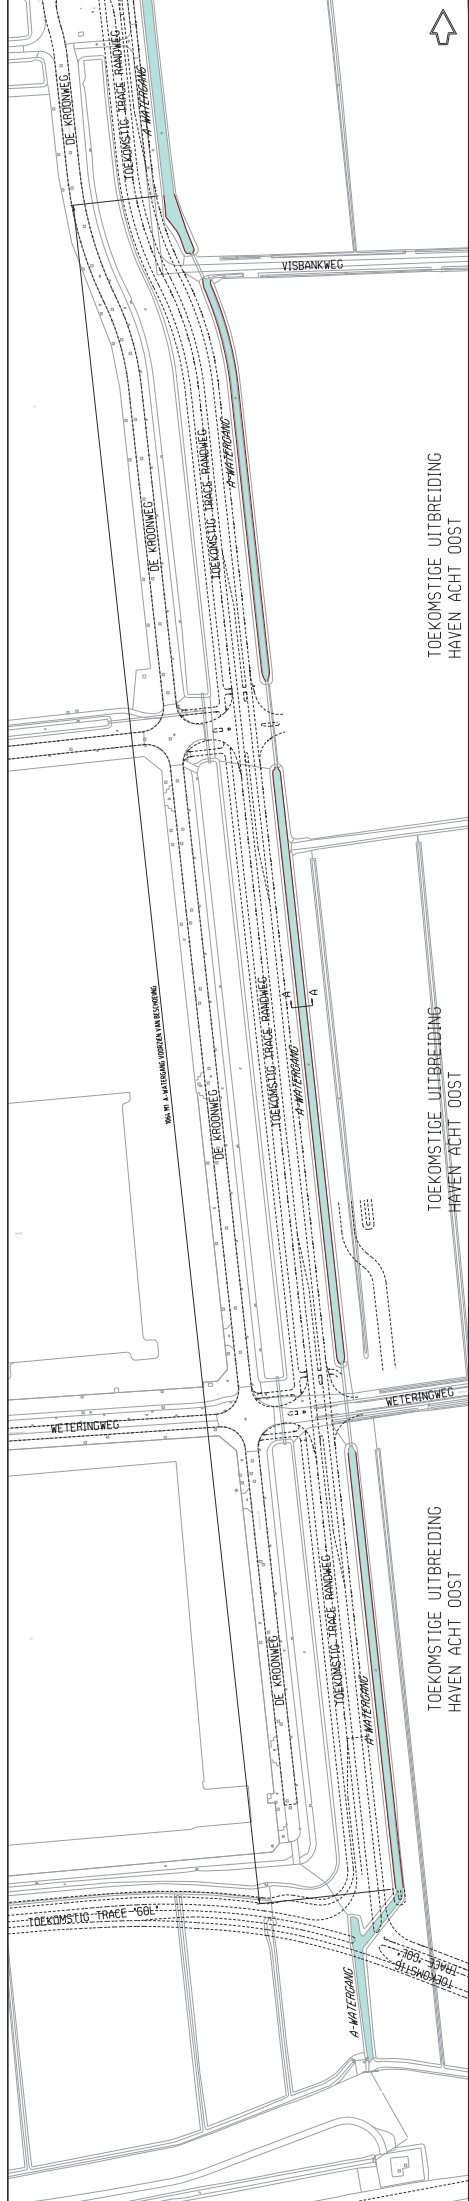 DE KROONWEG
TOEKOMSTIG TRACE RANDWEG
A-WATERGANG
VISBANKWEG
DE KROONWEG
TOEKOMSTIG TRACE RANDWEG
A-WATERGANG
TOEKOMSTIGE UITBREIDING
HAVEN ACHT OOST
1064 M1 A-WATERGANG VOORZIEN VAN BESCHOEIING
DE KROONWEG
TOEKOMSTIG TRACE RANDWEG
A
A
A-WATERGANG
TOEKOMSTIGE UITBREIDING
HAVEN ACHT OOST
WETERINGWEG
WETERINGWEG
DE KROONWEG
TOEKOMSTIG TRACE RANDWEG
A-WATERGANG
TOEKOMSTIGE UITBREIDING
HAVEN ACHT OOST
TOEKOMSTIG TRACE "GOL"
A-WATERGANG
TOEKOMSTIG
TRACE "GOL"